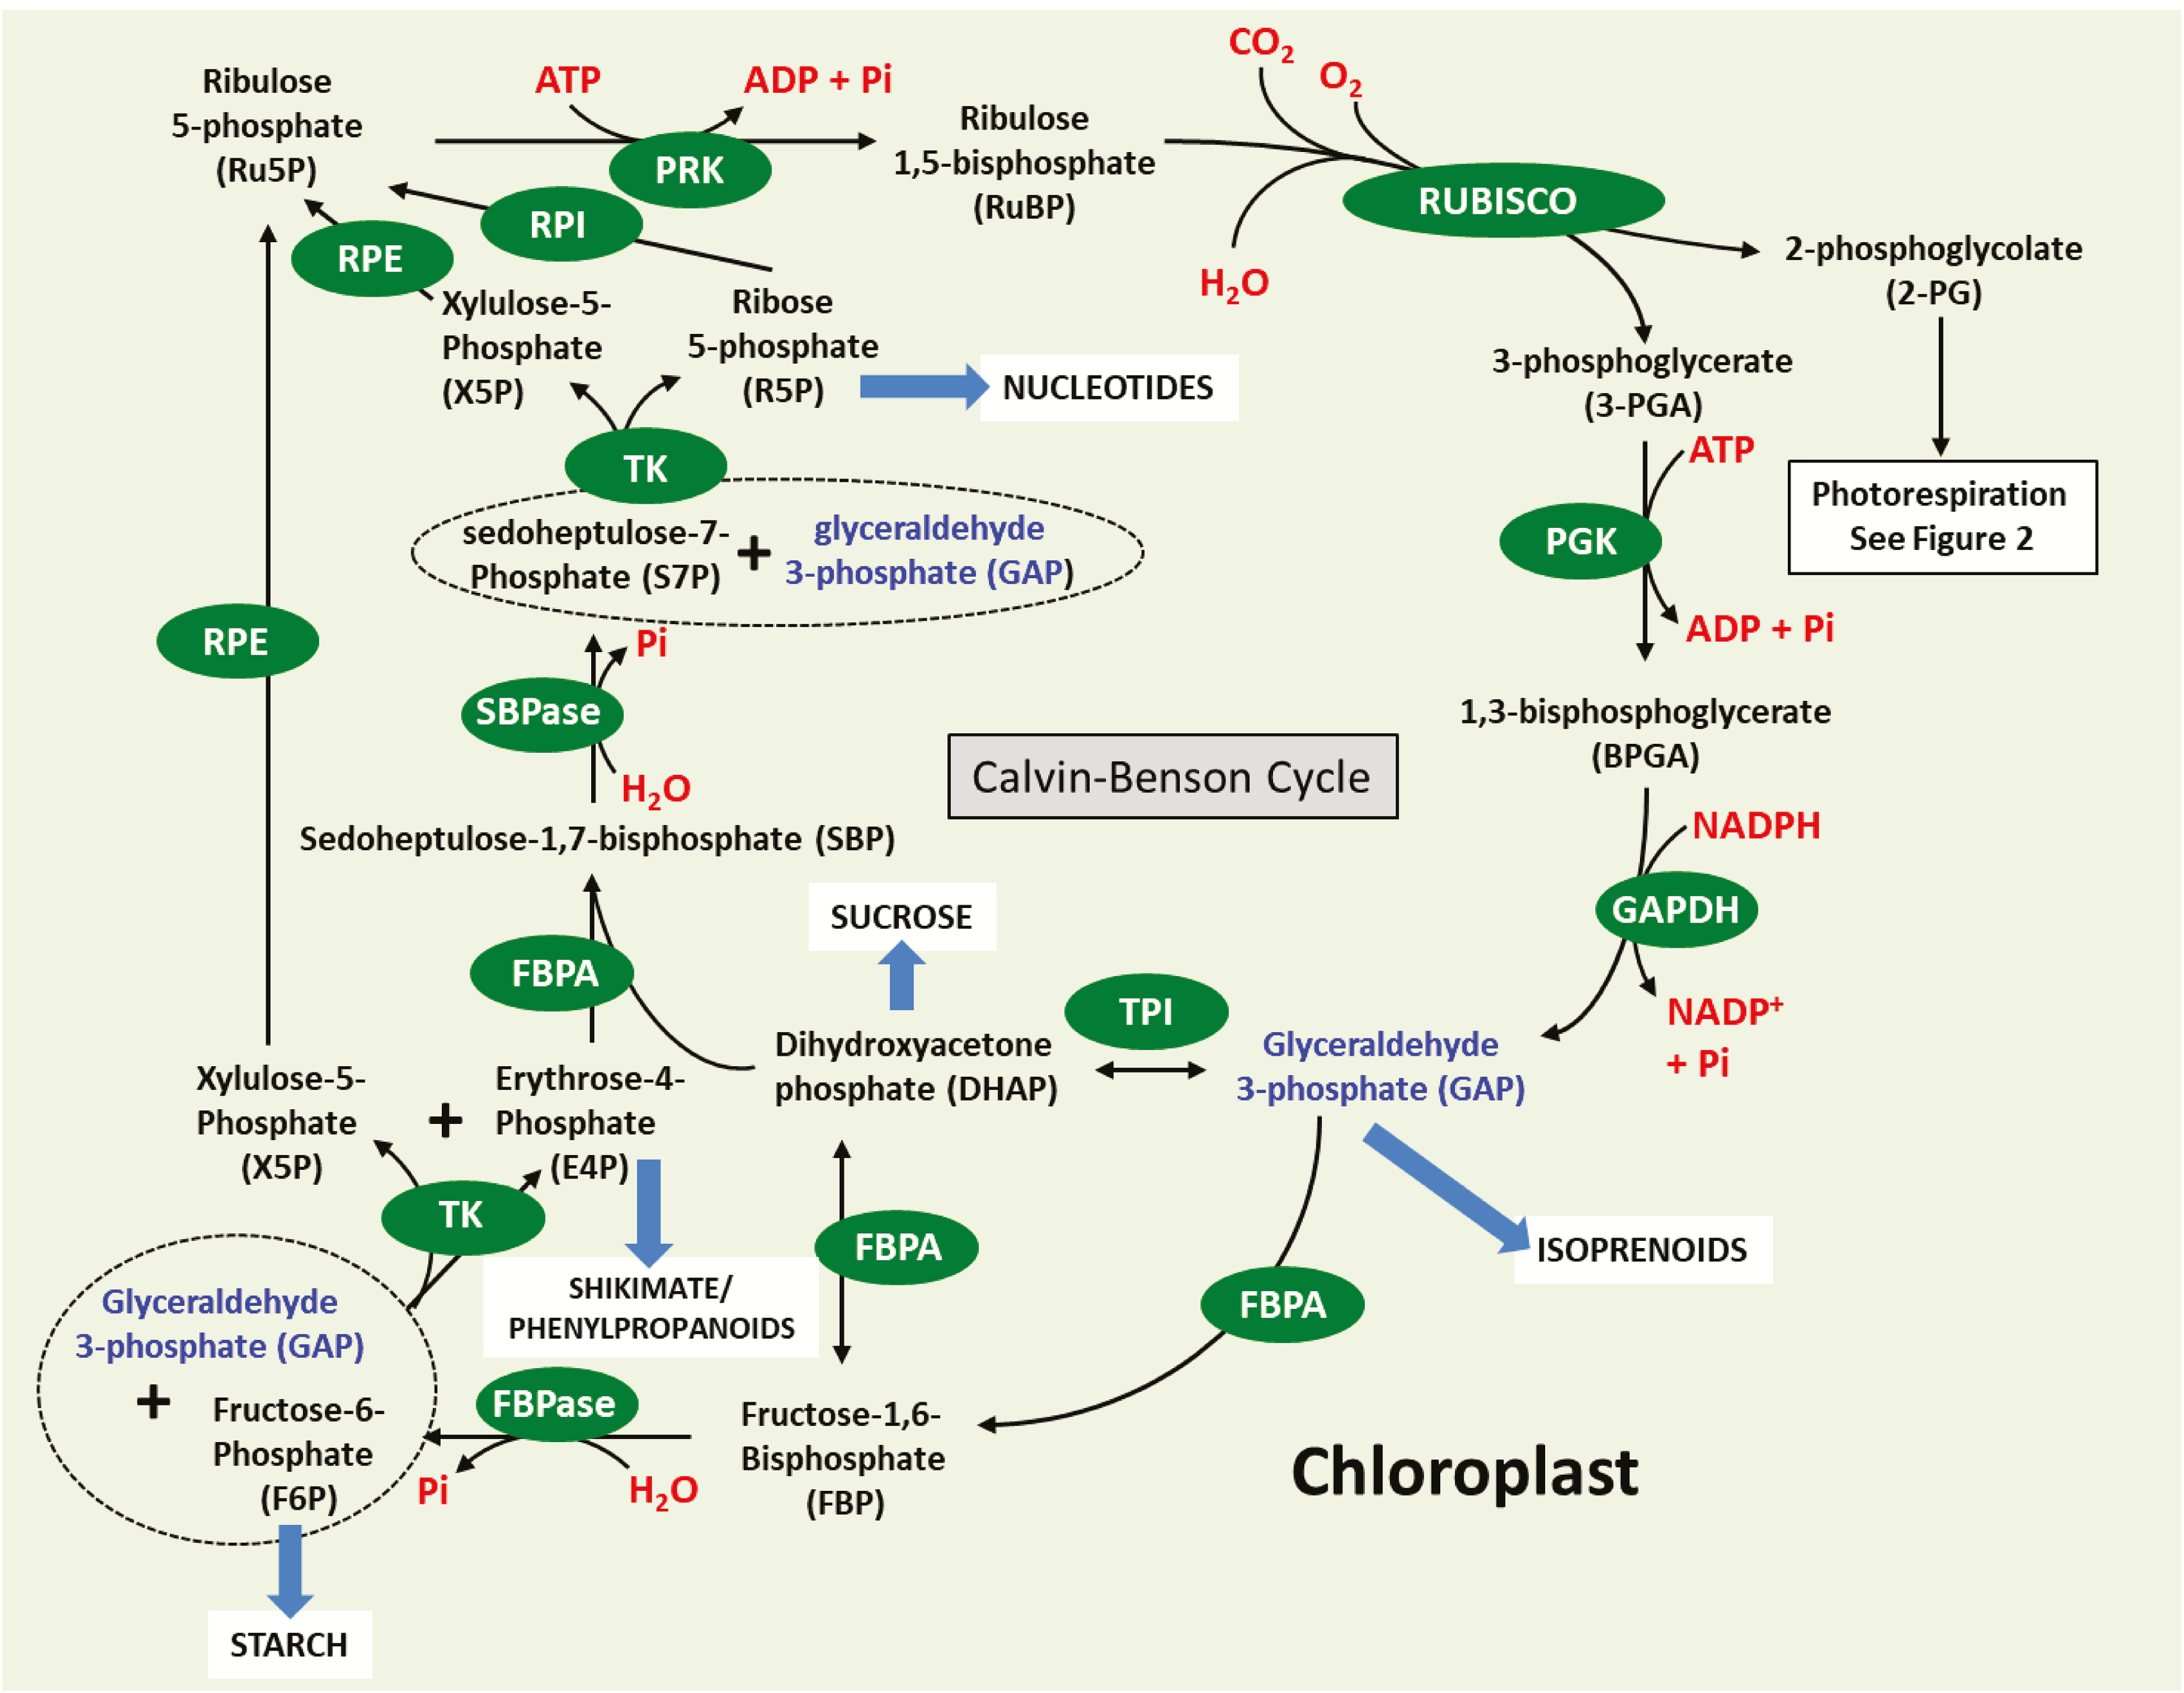 CO2
O2
Ribulose
5-phosphate
(Ru5P)
ATP
ADP + Pi
PRK
Ribulose
1,5-bisphosphate
(RuBP)
H2O
RUBISCO
2-phosphoglycolate
(2-PG)
Photorespiration
See Figure 2
RPI
RPE
Xylulose-5-
Phosphate
(X5P)
Ribose
5-phosphate
(R5P)
NUCLEOTIDES
3-phosphoglycerate
(3-PGA)
ATP
PGK
ADP + Pi
TK
sedoheptulose-7-
Phosphate (S7P)
+
glyceraldehyde
3-phosphate (GAP)
RPE
Pi
SBPase
H2O
Sedoheptulose-1,7-bisphosphate (SBP)
Calvin-Benson Cycle
1,3-bisphosphoglycerate
(BPGA)
NADPH
GAPDH
NADP+
+ Pi
SUCROSE
FBPA
TPI
Dihydroxyacetone
phosphate (DHAP)
Glyceraldehyde
3-phosphate (GAP)
Xylulose-5-
Phosphate
(X5P)
+
Erythrose-4-
Phosphate
(E4P)
TK
SHIKIMATE/
PHENYLPROPANOIDS
FBPA
FBPA
ISOPRENOIDS
Glyceraldehyde
3-phosphate (GAP)
+
Fructose-6-
Phosphate
(F6P)
FBPase
Pi
H2O
Fructose-1,6-
Bisphosphate
(FBP)
Chloroplast
STARCH